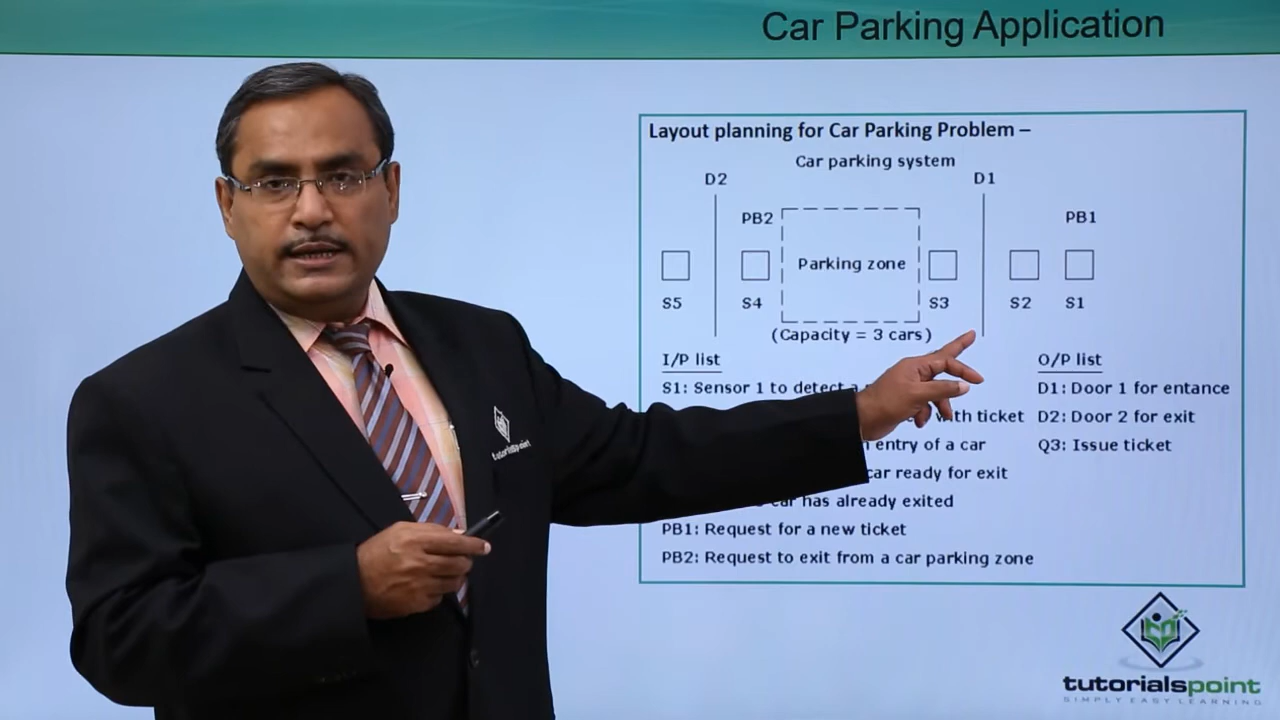 Car Parking Application
Layout planning for Car Parking Problem –
Car parking system
D2
D1
PB2
PB1
Parking zone
S5
S4
S3
S2
S1
(Capacity = 3 cars)
I/P list
O/P list
S1: Sensor 1 to detect a
D1: Door 1 for entance
with ticket
D2: Door 2 for exit
entry of a car
Q3: Issue ticket
car ready for exit
car has already exited
PB1: Request for a new ticket
PB2: Request to exit from a car parking zone
tutorialspoint
tutorialspoint
SIMPLY EASY LEARNING